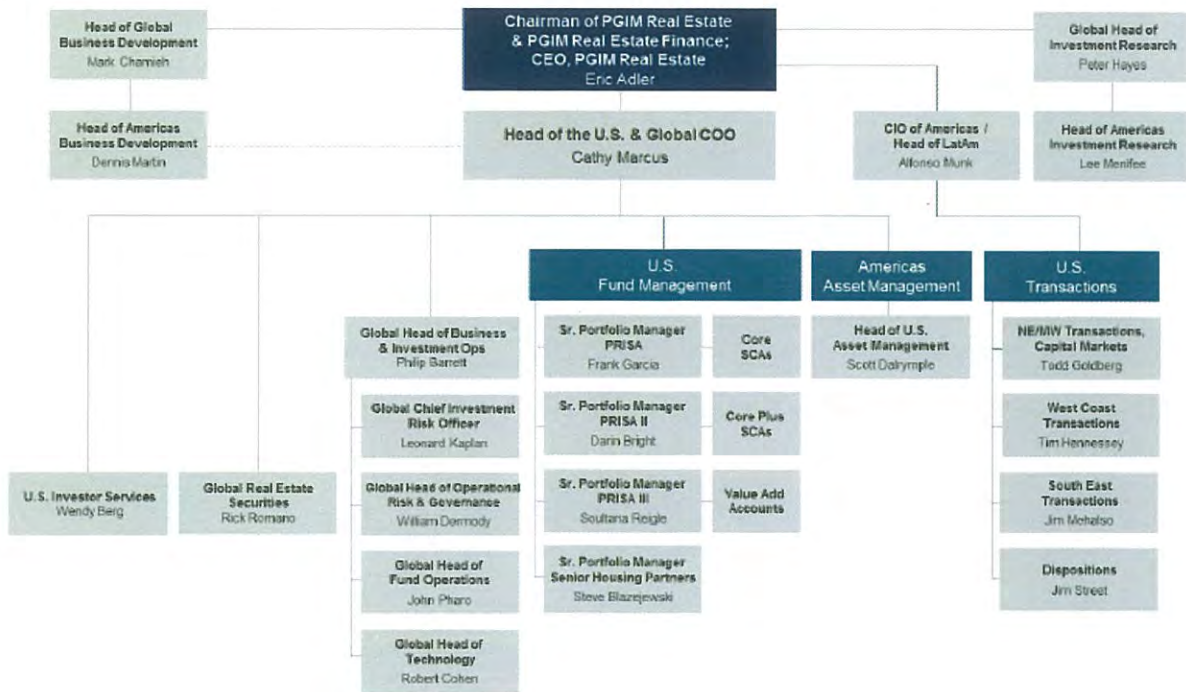 Head of Global
Business Development
Mark Chamieh
Chairman of PGIM Real Estate
& PGIM Real Estate Finance;
CEO, PGIM Real Estate
Eric Adler
Global Head of
Investment Research
Peter Hayes
Head of Americas
Business Development
Dennis Martin
Head of the U.S. & Global COO
Cathy Marcus
CIO of Americas /
Head of LatAm
Alfonso Munk
Head of Americas
Investment Research
Lee Menifee
U.S.
Fund Management
Americas
Asset Management
U.S.
Transactions
Global Head of Business
& Investment Ops
Philip Barrett
Sr. Portfolio Manager
PRISA
Frank Garcia
Core
SCAs
Head of U.S.
Asset Management
Scott Dalrymple
NE/MW Transactions,
Capital Markets
Todd Goldberg
Global Chief Investment
Risk Officer
Leonard Kaplan
Sr. Portfolio Manager
PRISA II
Darin Bright
Core Plus
SCAs
West Coast
Transactions
Tim Hennessey
U.S. Investor Services
Wendy Berg
Global Real Estate
Securities
Rick Romano
Global Head of Operational
Risk & Governance
William Dermody
Sr. Portfolio Manager
PRISA III
Soultana Reigle
Value Add
Accounts
South East
Transactions
Jim Mehalso
Global Head of
Fund Operations
John Pharo
Sr. Portfolio Manager
Senior Housing Partners
Steve Blazejewski
Dispositions
Jim Street
Global Head of
Technology
Robert Cohen